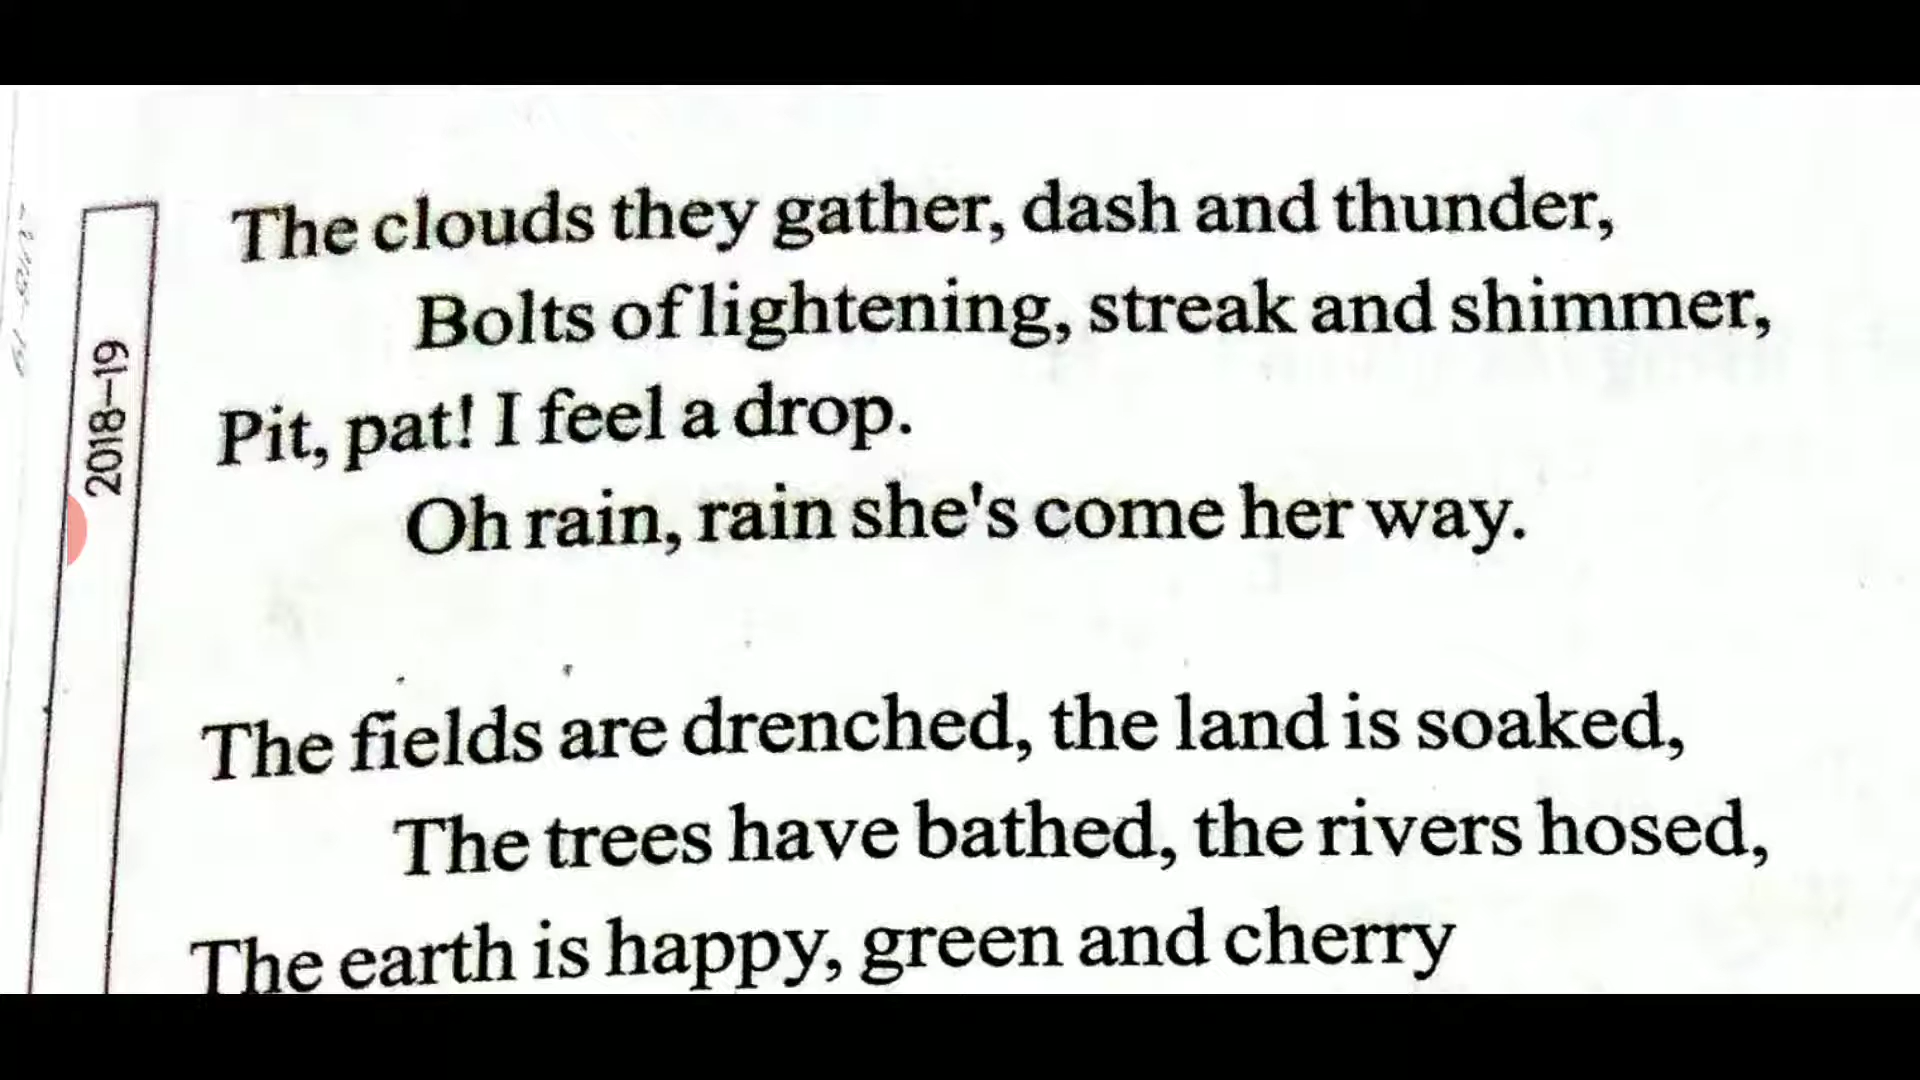 The clouds they gather, dash and thunder,
Bolts of lightening, streak and shimmer,
Pit, pat! I feel a drop.
Oh rain, rain she's come her way.
The fields are drenched, the land is soaked,
The trees have bathed, the rivers hosed,
The earth is happy, green and cherry
2018–19